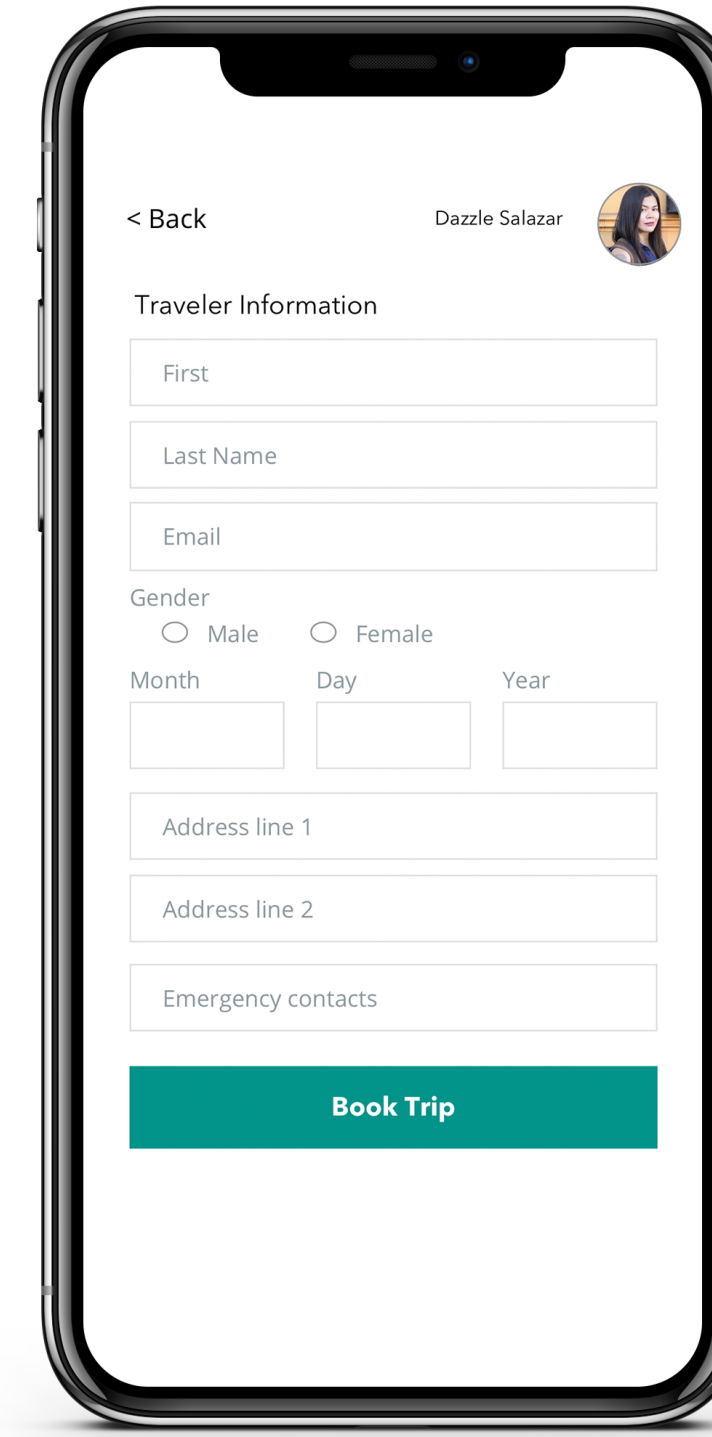 < Back Dazzle Salazar
Traveler Information
First
Last Name
Email
Gender
Male Female
Month Day Year
Address line 1
Address line 2
Emergency contacts
Book Trip